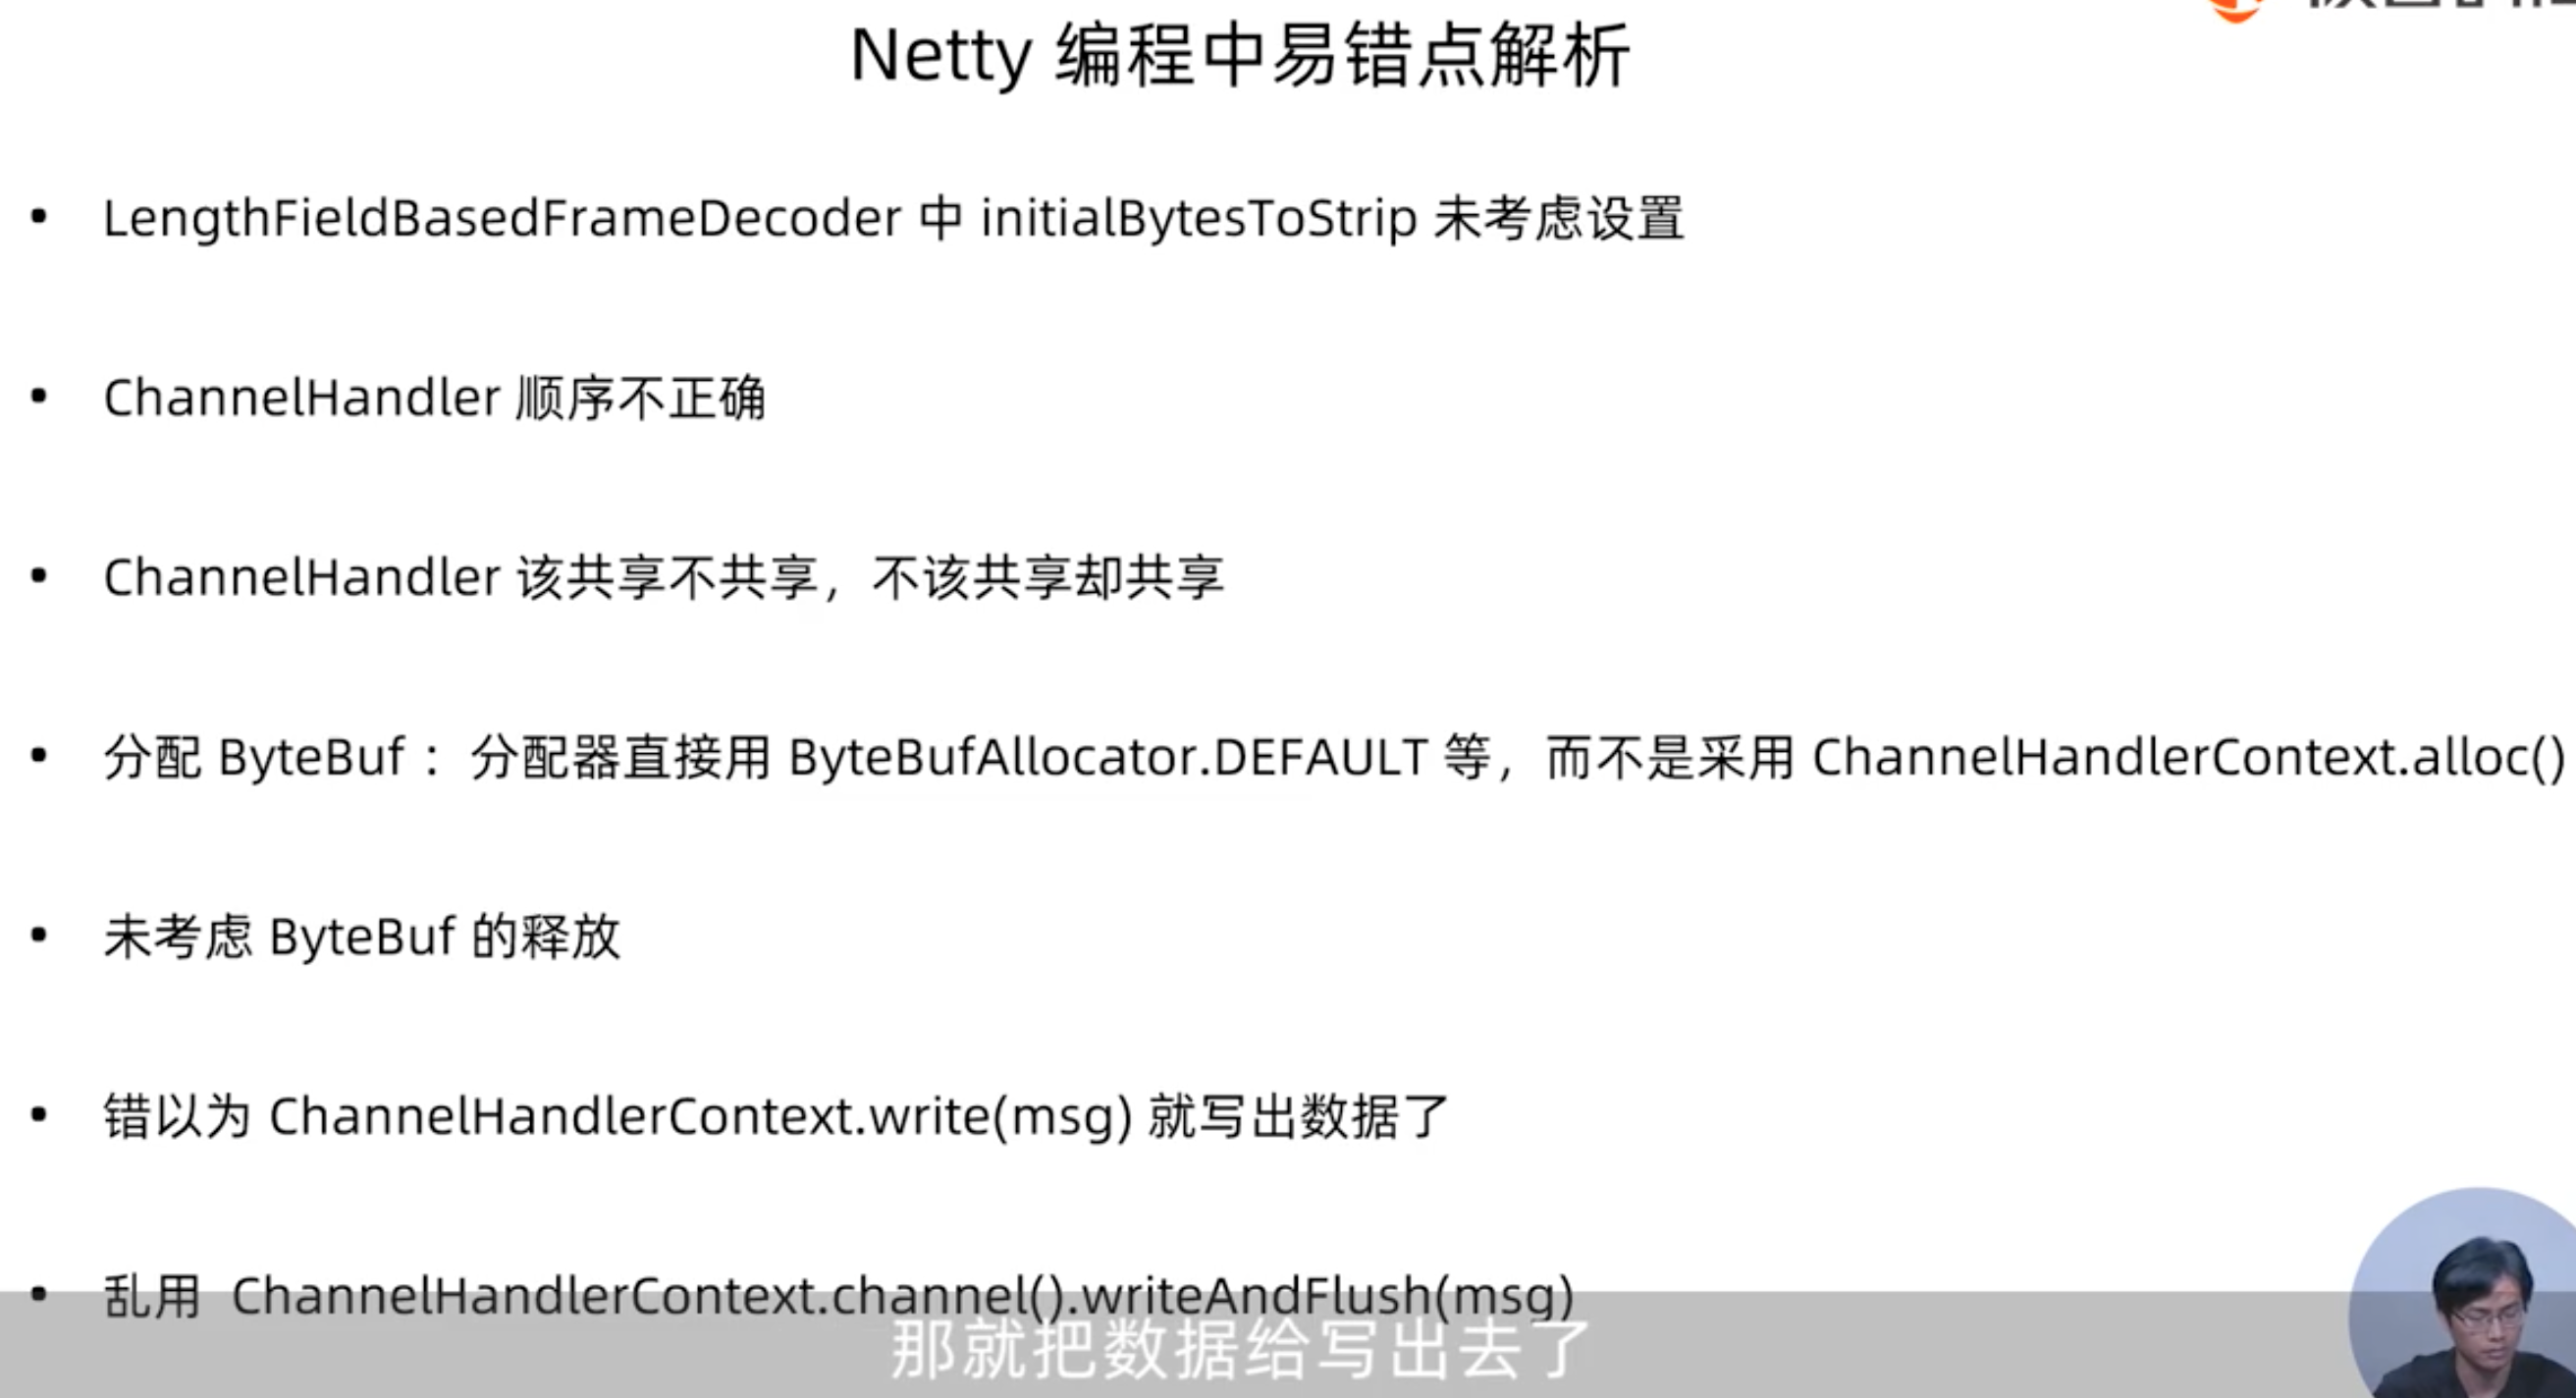 Netty 编程中易错点解析
• LengthFieldBasedFrameDecoder 中 initialBytesToStrip 未考虑设置
• ChannelHandler 顺序不正确
• ChannelHandler 该共享不共享，不该共享却共享
• 分配 ByteBuf ：分配器直接用 ByteBufAllocator.DEFAULT 等，而不是采用 ChannelHandlerContext.alloc()
• 未考虑 ByteBuf 的释放
• 错以为 ChannelHandlerContext.write(msg) 就写出数据了
• 乱用 ChannelHandlerContext.channel().writeAndFlush(msg)
那就把数据给写出去了